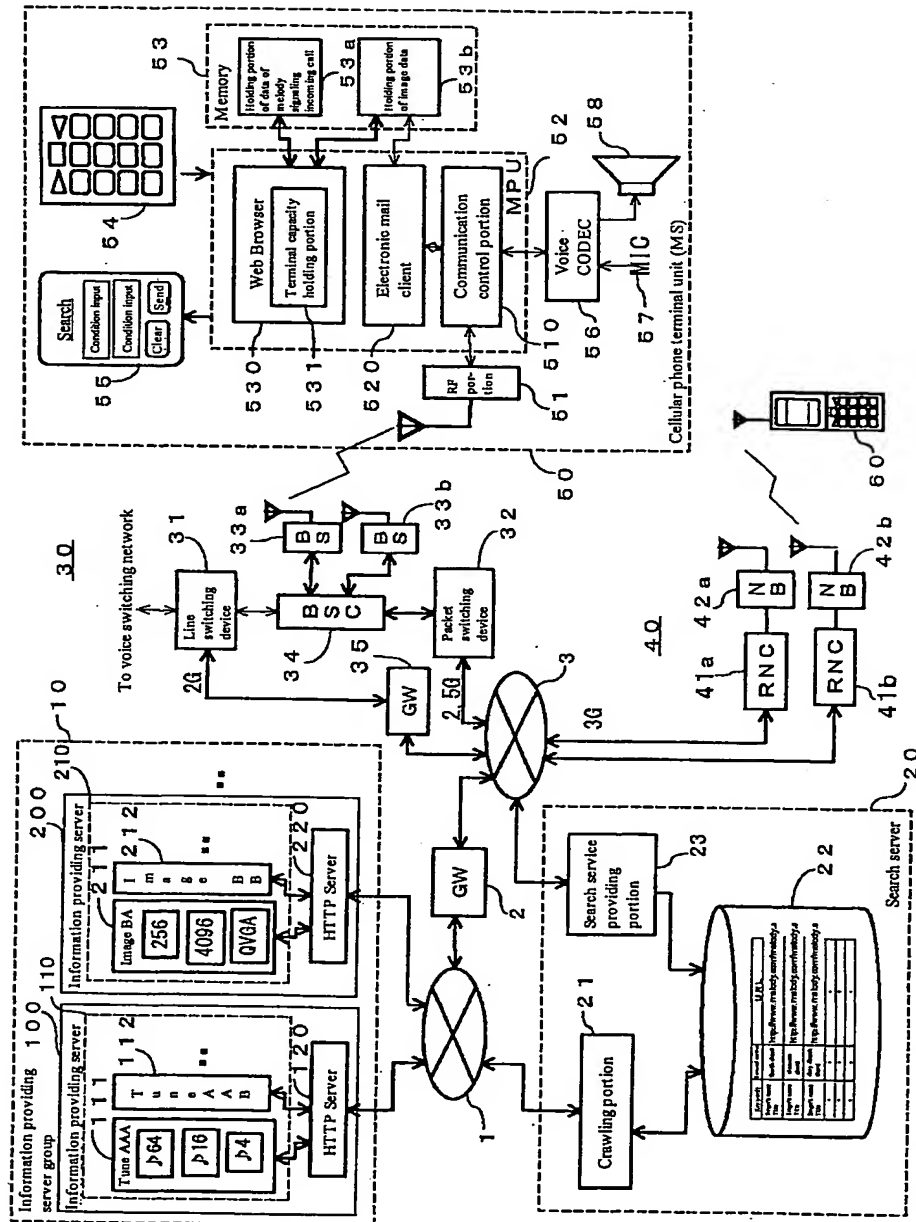 10
Information providing
server group
100
110
Information providing server
111
112
Tune AAA
♪64
♪16
♪4
Tune AAB
120
HTTP Server
200
210
Information providing server
211
212
Image BA
256
4096
QVGA
Image BB
220
HTTP Server
1
GW
2
3
30
To voice switching network
31
Line
switching
device
2G
GW
35
BSC
34
BS
33a
BS
33b
32
Packet
switching
device
2.5G
3G
40
41a
RNC
41b
RNC
42a
NB
42b
NB
60
20
Search server
21
Crawling portion
Search service
providing
portion
23
22
URL
50
Cellular phone terminal unit (MS)
55
Search
Condition input
Condition input
Clear
Send
54
53
Memory
Holding portion
of data of
melody
signaling
incoming call
53a
Holding portion
of image data
53b
530
Web Browser
Terminal capacity
holding portion
531
520
Electronic mail
client
Communication
control portion
510
MPU
52
RF
por-
tion
51
Voice
CODEC
56
MIC
57
58